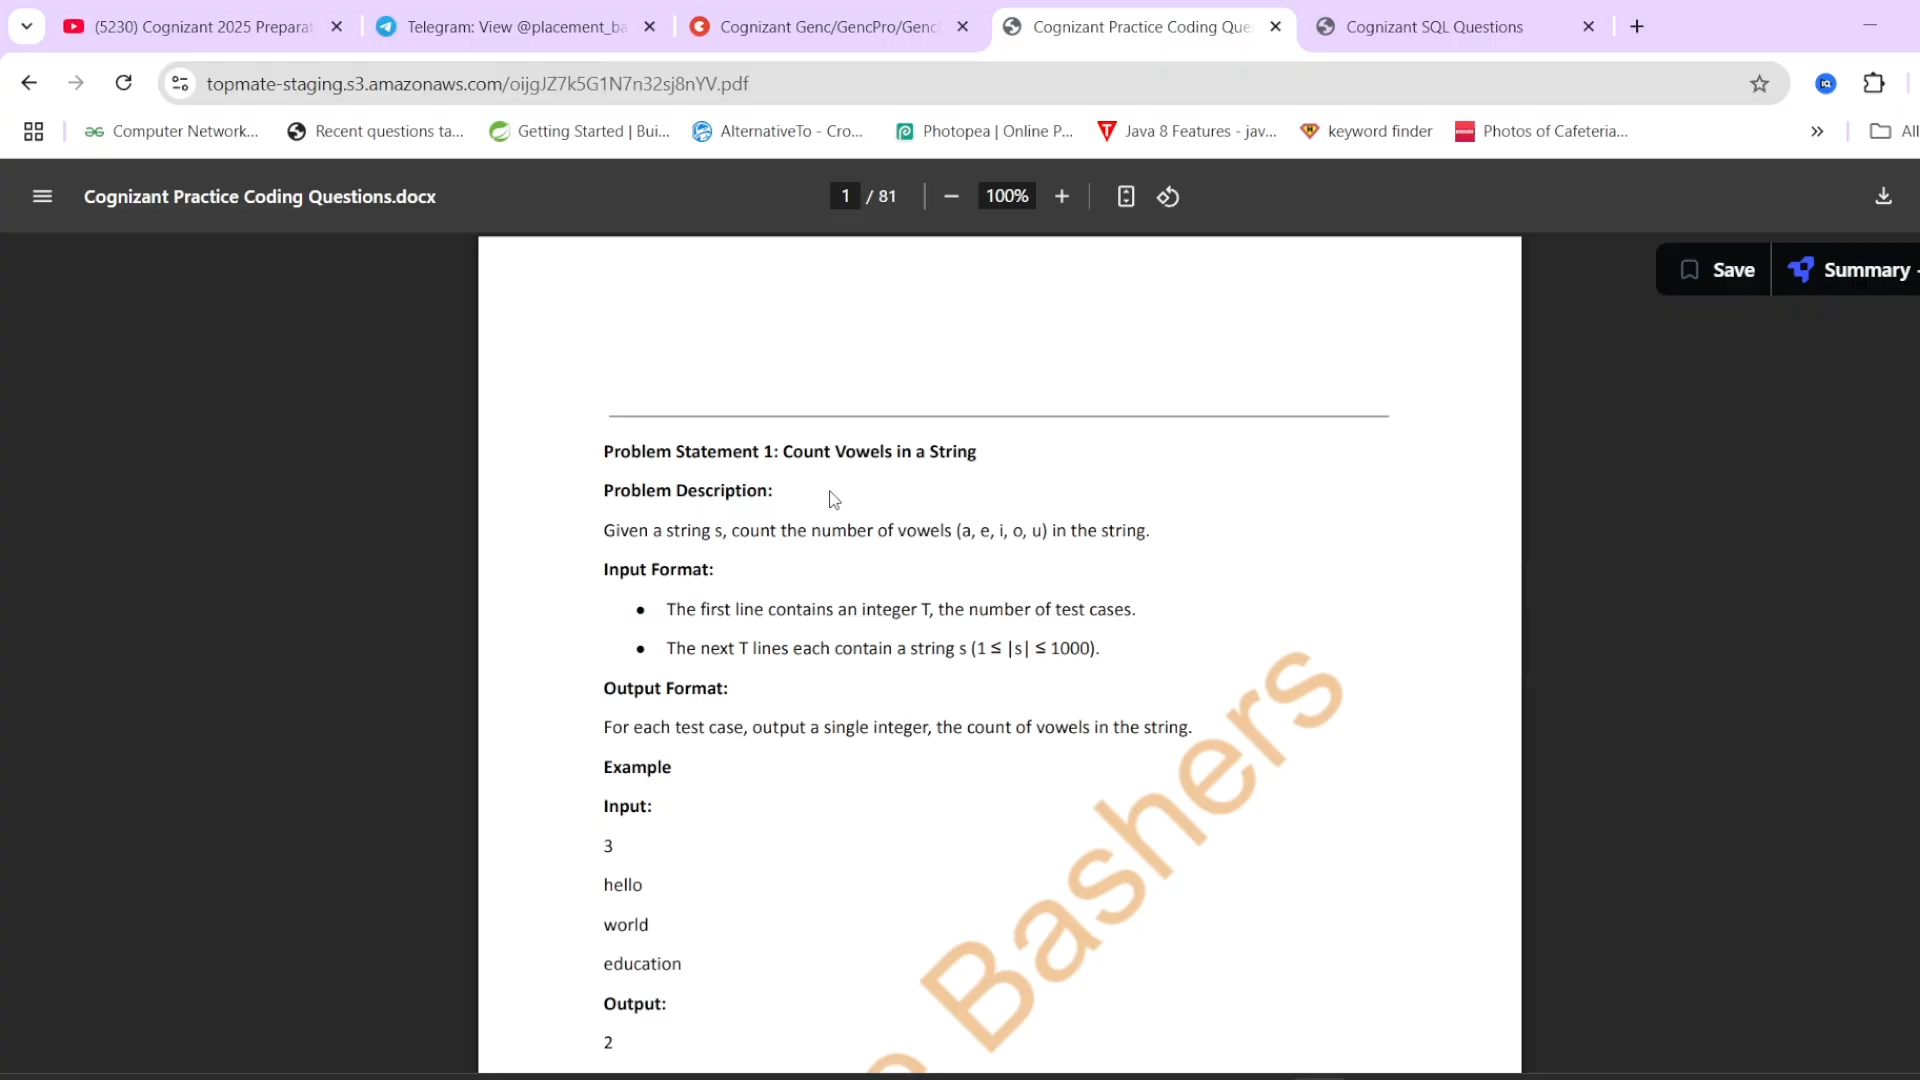 (5230) Cognizant 2025 Preparat
Telegram: View @placement_ba
Cognizant Genc/GencPro/Genc
Cognizant Practice Coding Que
Cognizant SQL Questions
topmate-staging.s3.amazonaws.com/oijgJZ7k5G1N7n32sj8nYV.pdf
Computer Network...
Recent questions ta...
Getting Started | Bui...
AlternativeTo - Cro...
Photopea | Online P...
Java 8 Features - jav...
keyword finder
Photos of Cafeteria...
All
Cognizant Practice Coding Questions.docx
1 / 81
100%
Save
Summary
Problem Statement 1: Count Vowels in a String
Problem Description:
Given a string s, count the number of vowels (a, e, i, o, u) in the string.
Input Format:
● The first line contains an integer T, the number of test cases.
● The next T lines each contain a string s (1 ≤ |s| ≤ 1000).
Output Format:
For each test case, output a single integer, the count of vowels in the string.
Example
Input:
3
hello
world
education
Output:
2
Bashers